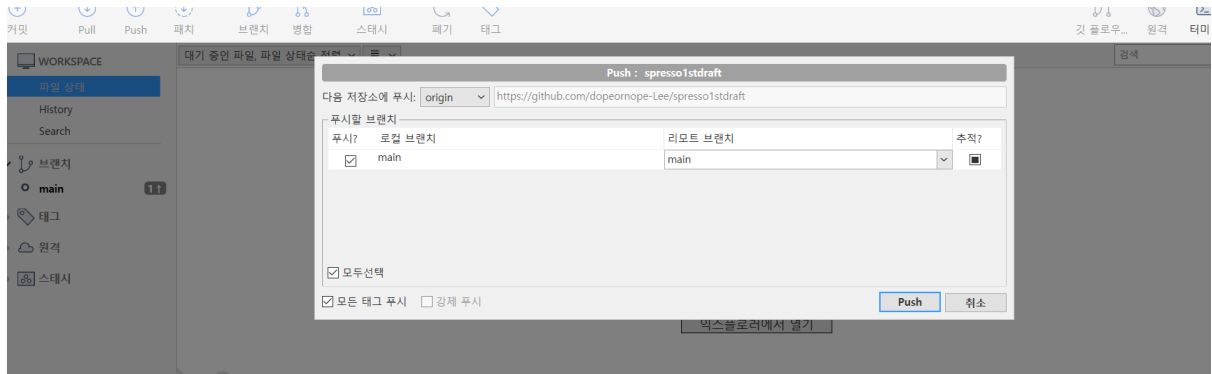 커밋 Pull Push 패치 브랜치 병합 스태시 폐기 태그 깃 플로우... 원격 터미
WORKSPACE 대기 중인 파일, 파일 상태순 정렬 검색
파일 상태
History
Search
브랜치
main 1↑
태그
원격
스태시
Push : spresso1stdraft
다음 저장소에 푸시: origin https://github.com/dopeornope-Lee/spresso1stdraft
푸시할 브랜치
푸시? 로컬 브랜치 리모트 브랜치 추적?
main main
모두선택
모든 태그 푸시 강제 푸시 Push 취소
익스플로러에서 열기